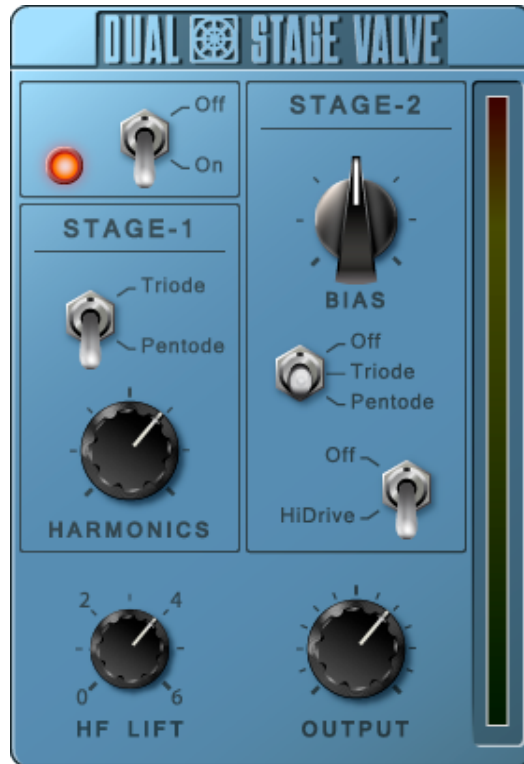 DUAL STAGE VALVE
Off
On
STAGE-1
Triode
Pentode
HARMONICS
STAGE-2
BIAS
Off
Triode
Pentode
Off
HiDrive
2 4
0 6
HF LIFT
OUTPUT